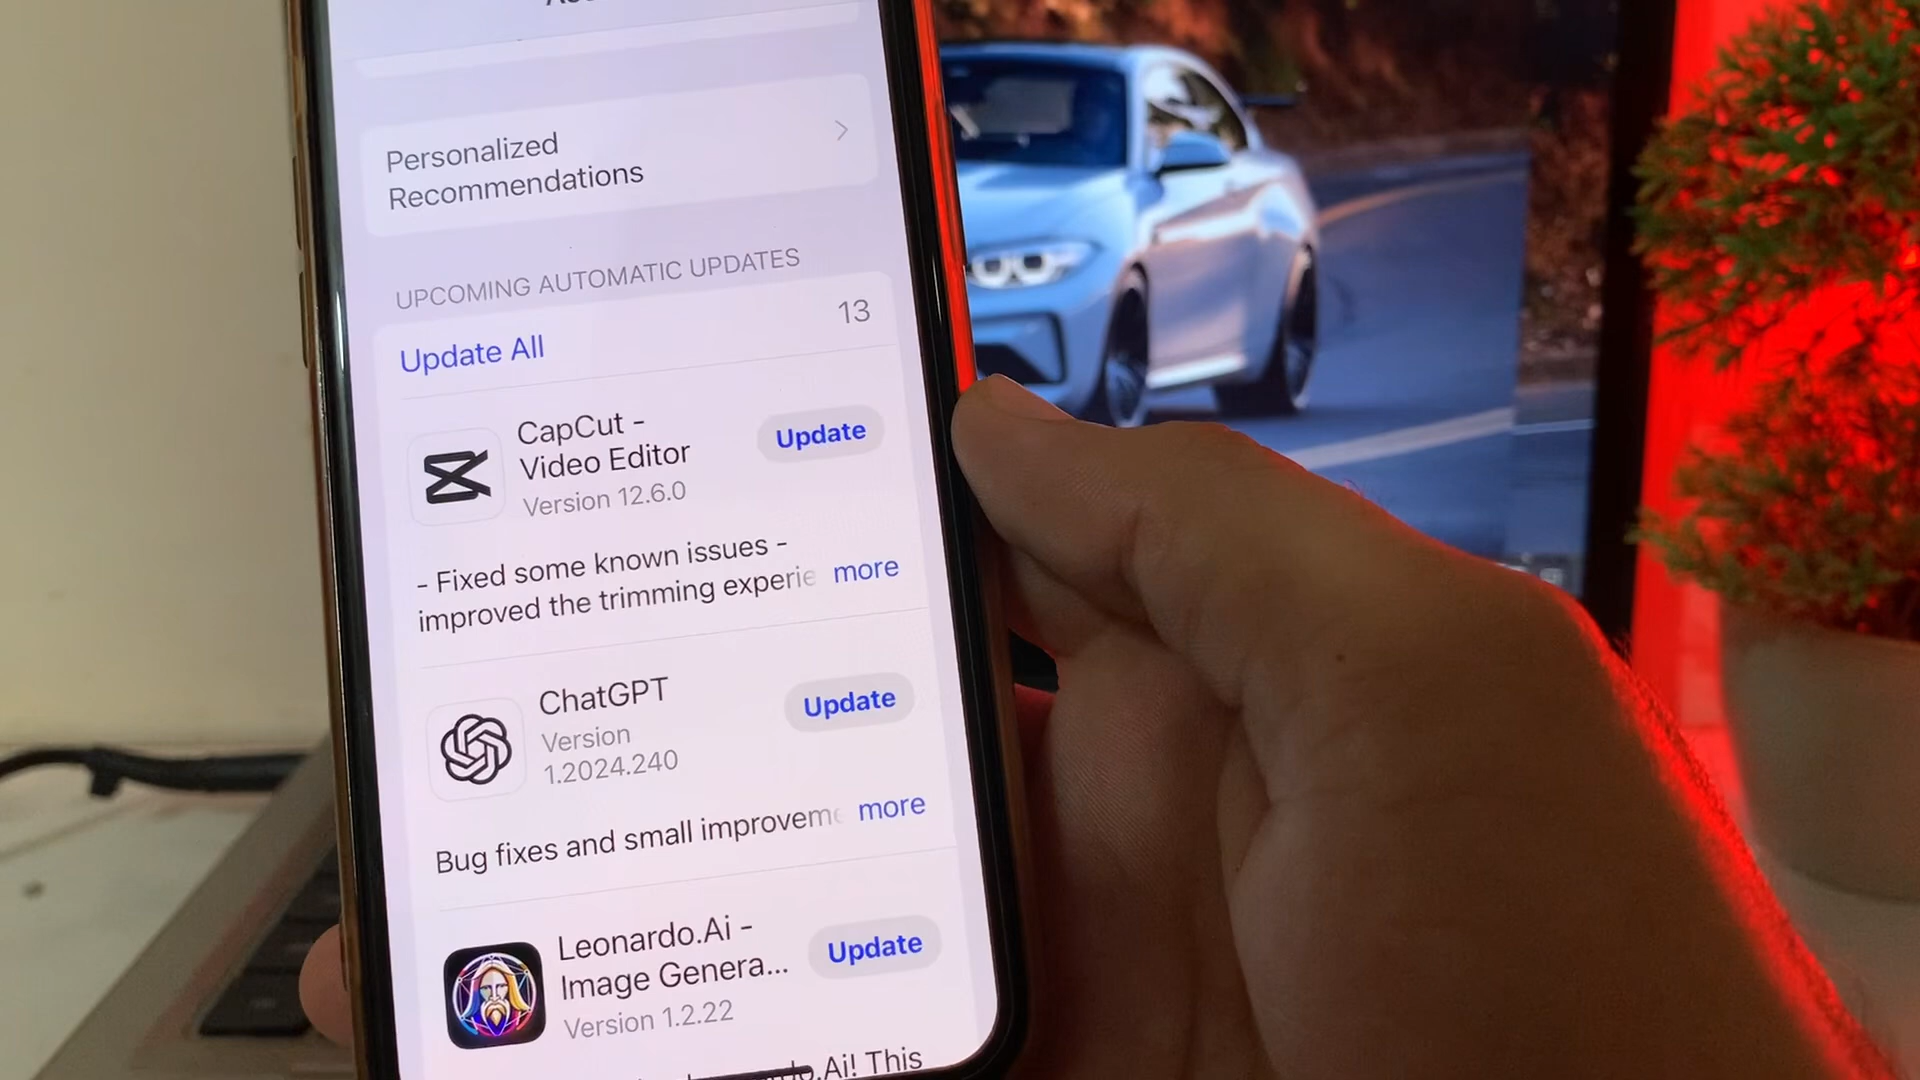 Personalized
Recommendations
UPCOMING AUTOMATIC UPDATES
Update All
13
CapCut -
Video Editor
Version 12.6.0
Update
- Fixed some known issues -
improved the trimming experie
more
ChatGPT
Version
1.2024.240
Update
Bug fixes and small improveme
more
Leonardo.Ai -
Image Genera...
Version 1.2.22
Update
.Ai! This